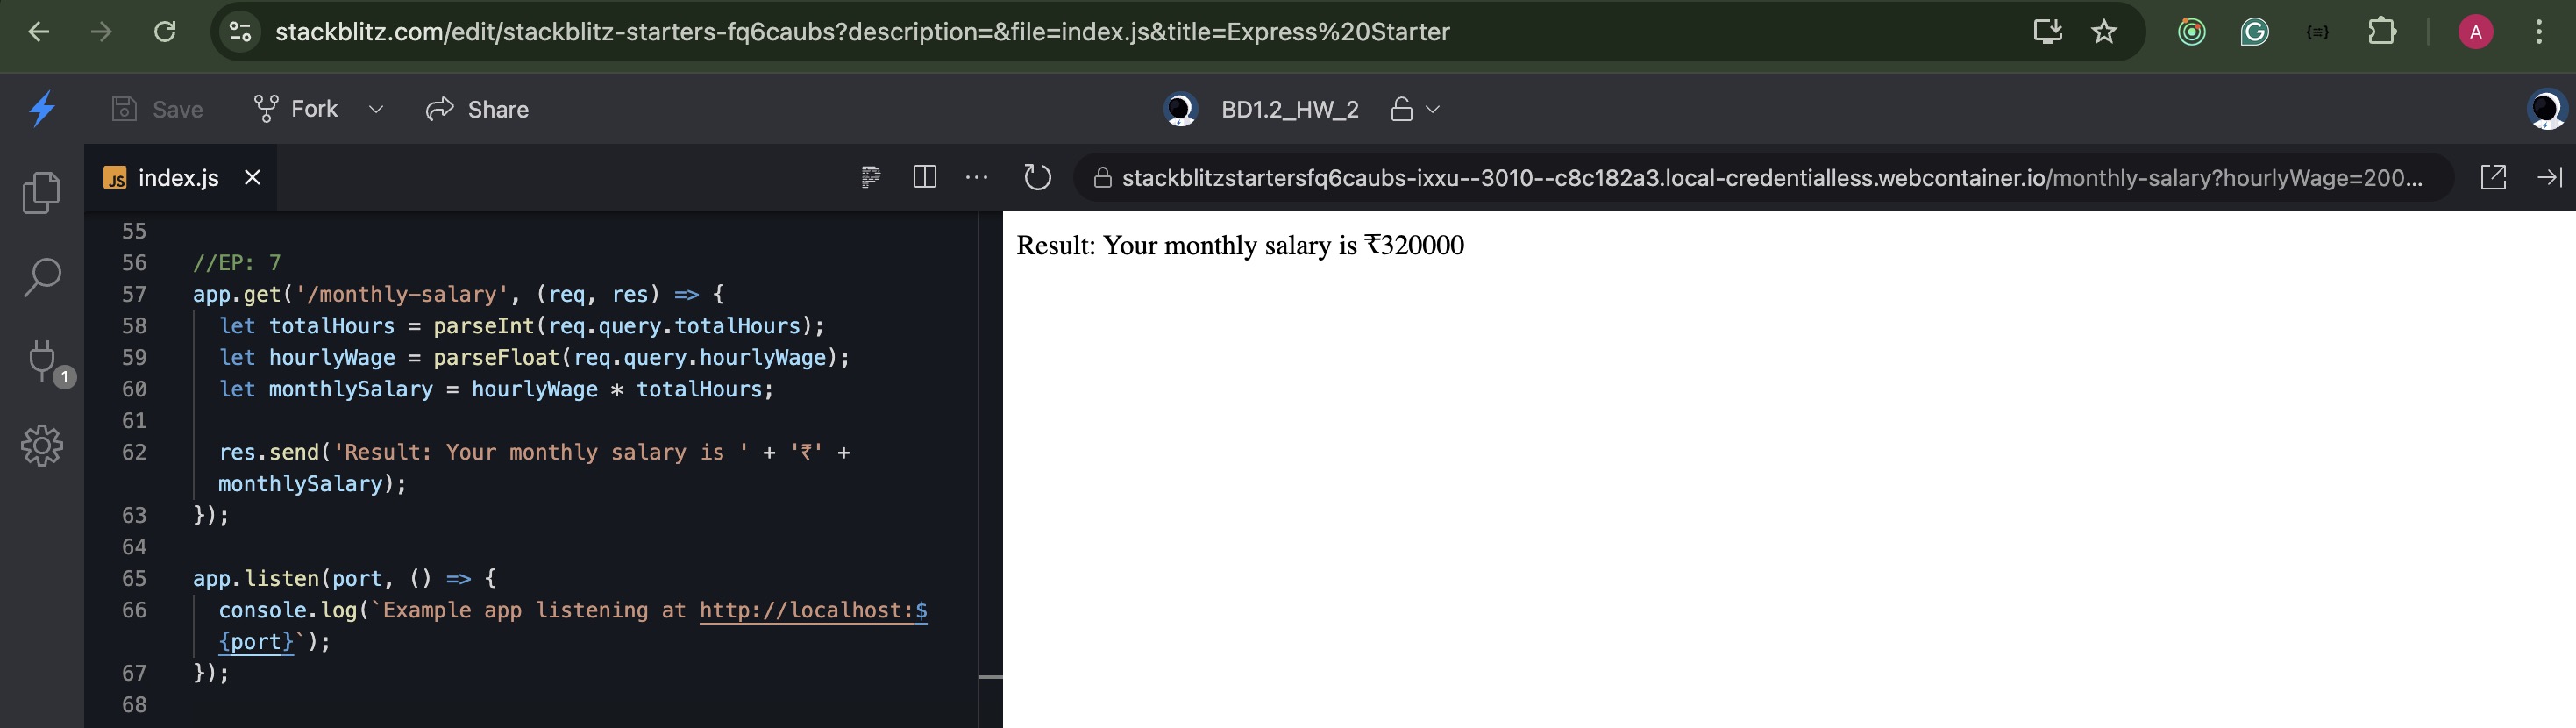 stackblitz.com/edit/stackblitz-starters-fq6caubs?description=&file=index.js&title=Express%20Starter
A
Save
Fork
Share
BD1.2_HW_2
JS index.js
stackblitzstartersfq6caubs-ixxu--3010--c8c182a3.local-credentialless.webcontainer.io/monthly-salary?hourlyWage=200...
55
56 //EP: 7
57 app.get('/monthly-salary', (req, res) => {
58 let totalHours = parseInt(req.query.totalHours);
59 let hourlyWage = parseFloat(req.query.hourlyWage);
60 let monthlySalary = hourlyWage * totalHours;
61
62 res.send('Result: Your monthly salary is ' + '₹' +
monthlySalary);
63 });
64
65 app.listen(port, () => {
66 console.log(`Example app listening at http://localhost:$
{port}`);
67 });
68
1
Result: Your monthly salary is ₹320000